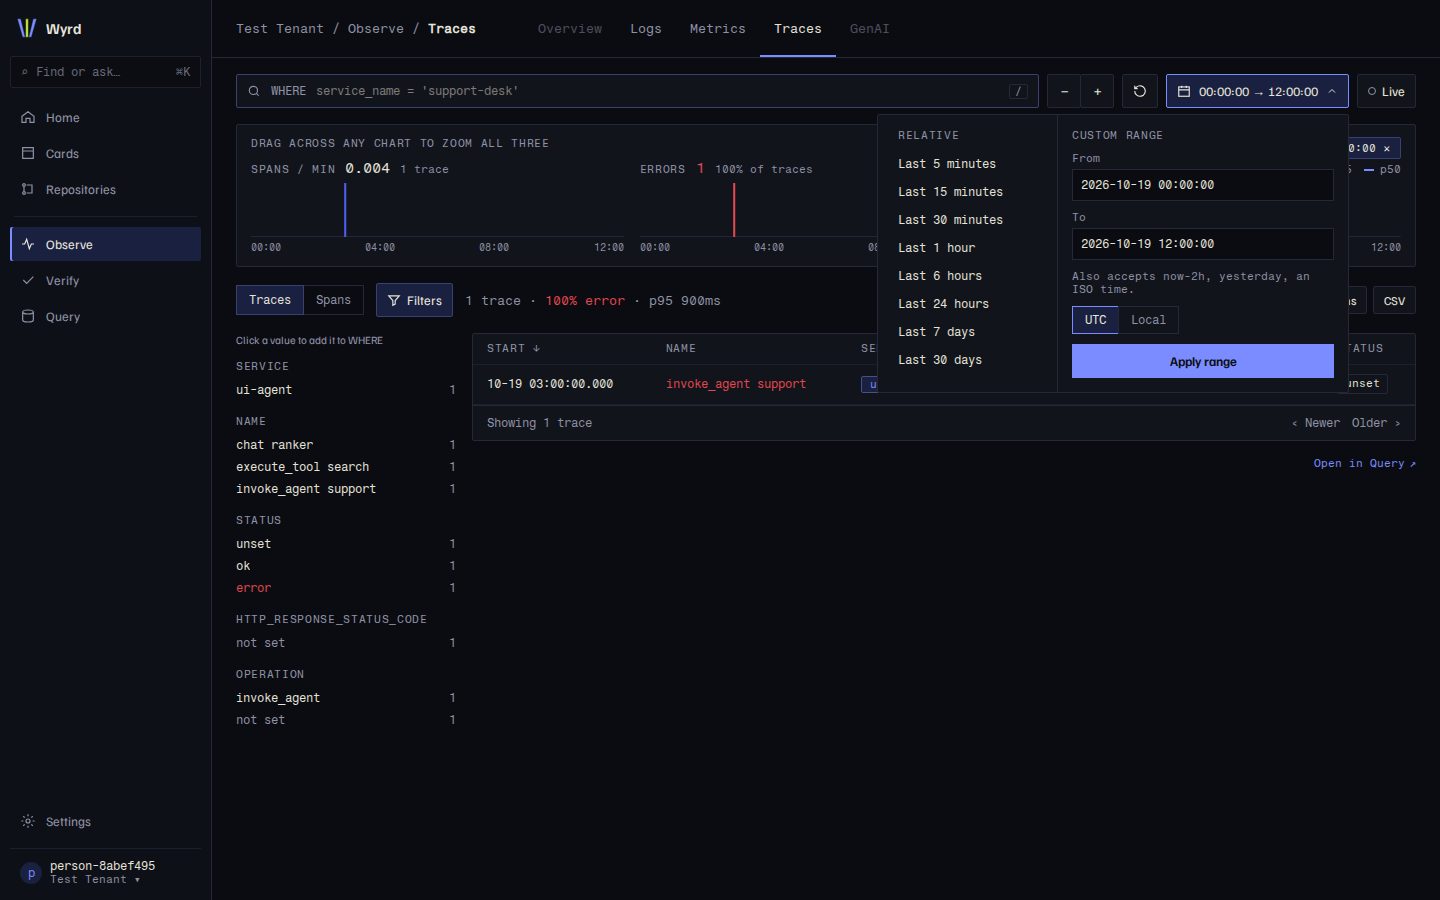 Wyrd
Find or ask… ⌘K
Home
Cards
Repositories
Observe
Verify
Query
Settings
p
person-8abef495
Test Tenant ▾
Test Tenant / Observe / Traces
Overview Logs Metrics Traces GenAI
WHERE service_name = 'support-desk' /
− +
00:00:00 → 12:00:00
Live
DRAG ACROSS ANY CHART TO ZOOM ALL THREE
0:00 ×
SPANS / MIN 0.004 1 trace
00:00 04:00 08:00 12:00
ERRORS 1 100% of traces
00:00 04:00
p50
12:00
RELATIVE
Last 5 minutes
Last 15 minutes
Last 30 minutes
Last 1 hour
Last 6 hours
Last 24 hours
Last 7 days
Last 30 days
CUSTOM RANGE
From
2026-10-19 00:00:00
To
2026-10-19 12:00:00
Also accepts now-2h, yesterday, an
ISO time.
UTC Local
Apply range
Traces Spans
Filters
1 trace · 100% error · p95 900ms
CSV
Click a value to add it to WHERE
SERVICE
ui-agent 1
NAME
chat ranker 1
execute_tool search 1
invoke_agent support 1
STATUS
unset 1
ok 1
error 1
HTTP_RESPONSE_STATUS_CODE
not set 1
OPERATION
invoke_agent 1
not set 1
START ↓ NAME
10-19 03:00:00.000 invoke_agent support unset
Showing 1 trace
‹ Newer Older ›
Open in Query ↗